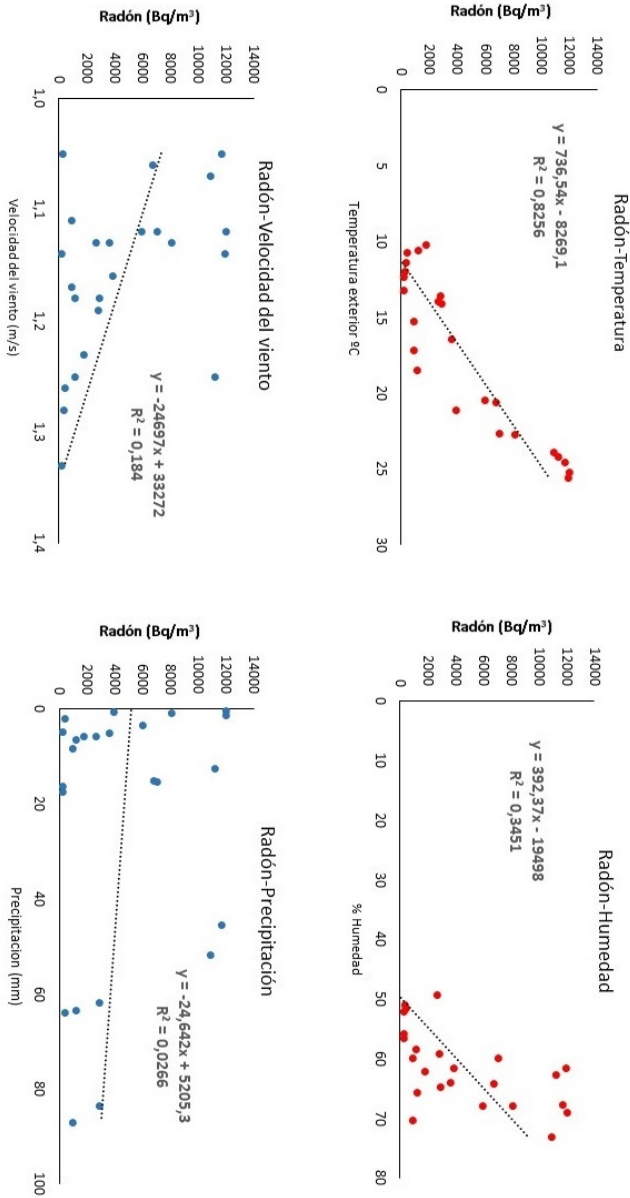 Radón-Temperatura
y = 736,54x - 8269,1
R² = 0,8256
Radón (Bq/m³)
14000
12000
10000
8000
6000
4000
2000
0
0
5
10
15
20
25
30
Temperatura exterior ºC
Radón-Humedad
y = 392,37x - 19498
R² = 0,3451
Radón (Bq/m³)
14000
12000
10000
8000
6000
4000
2000
0
0
10
20
30
40
50
60
70
80
% Humedad
Radón-Velocidad del viento
y = -24697x + 33272
R² = 0,184
Radón (Bq/m³)
14000
12000
10000
8000
6000
4000
2000
0
1,0
1,1
1,2
1,3
1,4
Velocidad del viento (m/s)
Radón-Precipitación
y = -24,642x + 5205,3
R² = 0,0266
Radón (Bq/m³)
14000
12000
10000
8000
6000
4000
2000
0
0
20
40
60
80
100
Precipitacion (mm)